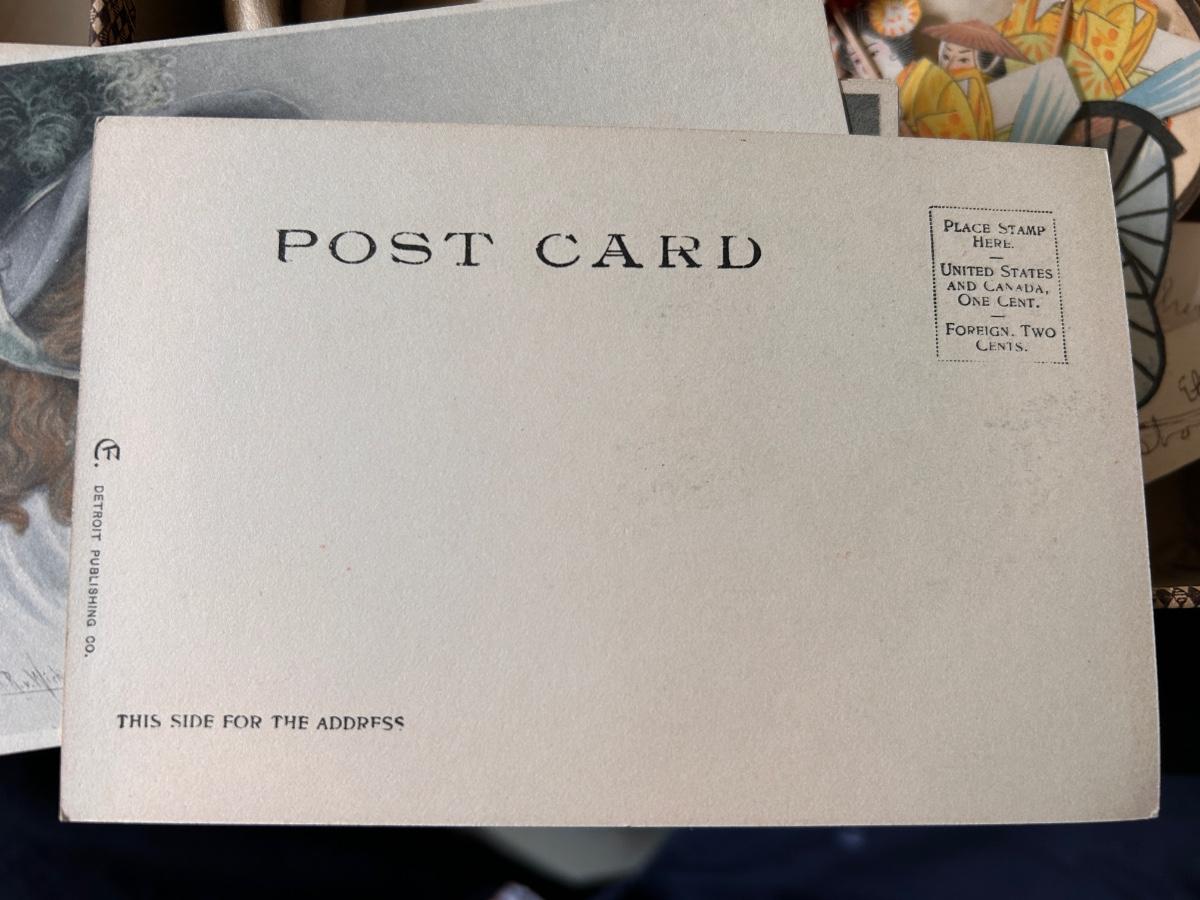 POST CARD
PLACE STAMP
HERE.
UNITED STATES
AND CANADA,
ONE CENT.
FOREIGN. TWO
CENTS.
DETROIT PUBLISHING CO.
THIS SIDE FOR THE ADDRESS